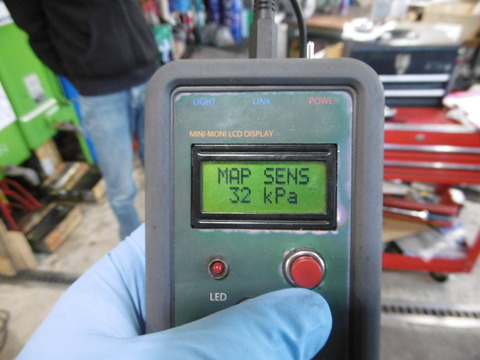 LIGHT LINK POWER
MINI-MONI LCD DISPLAY
MAP SENS
32 kPa
LED